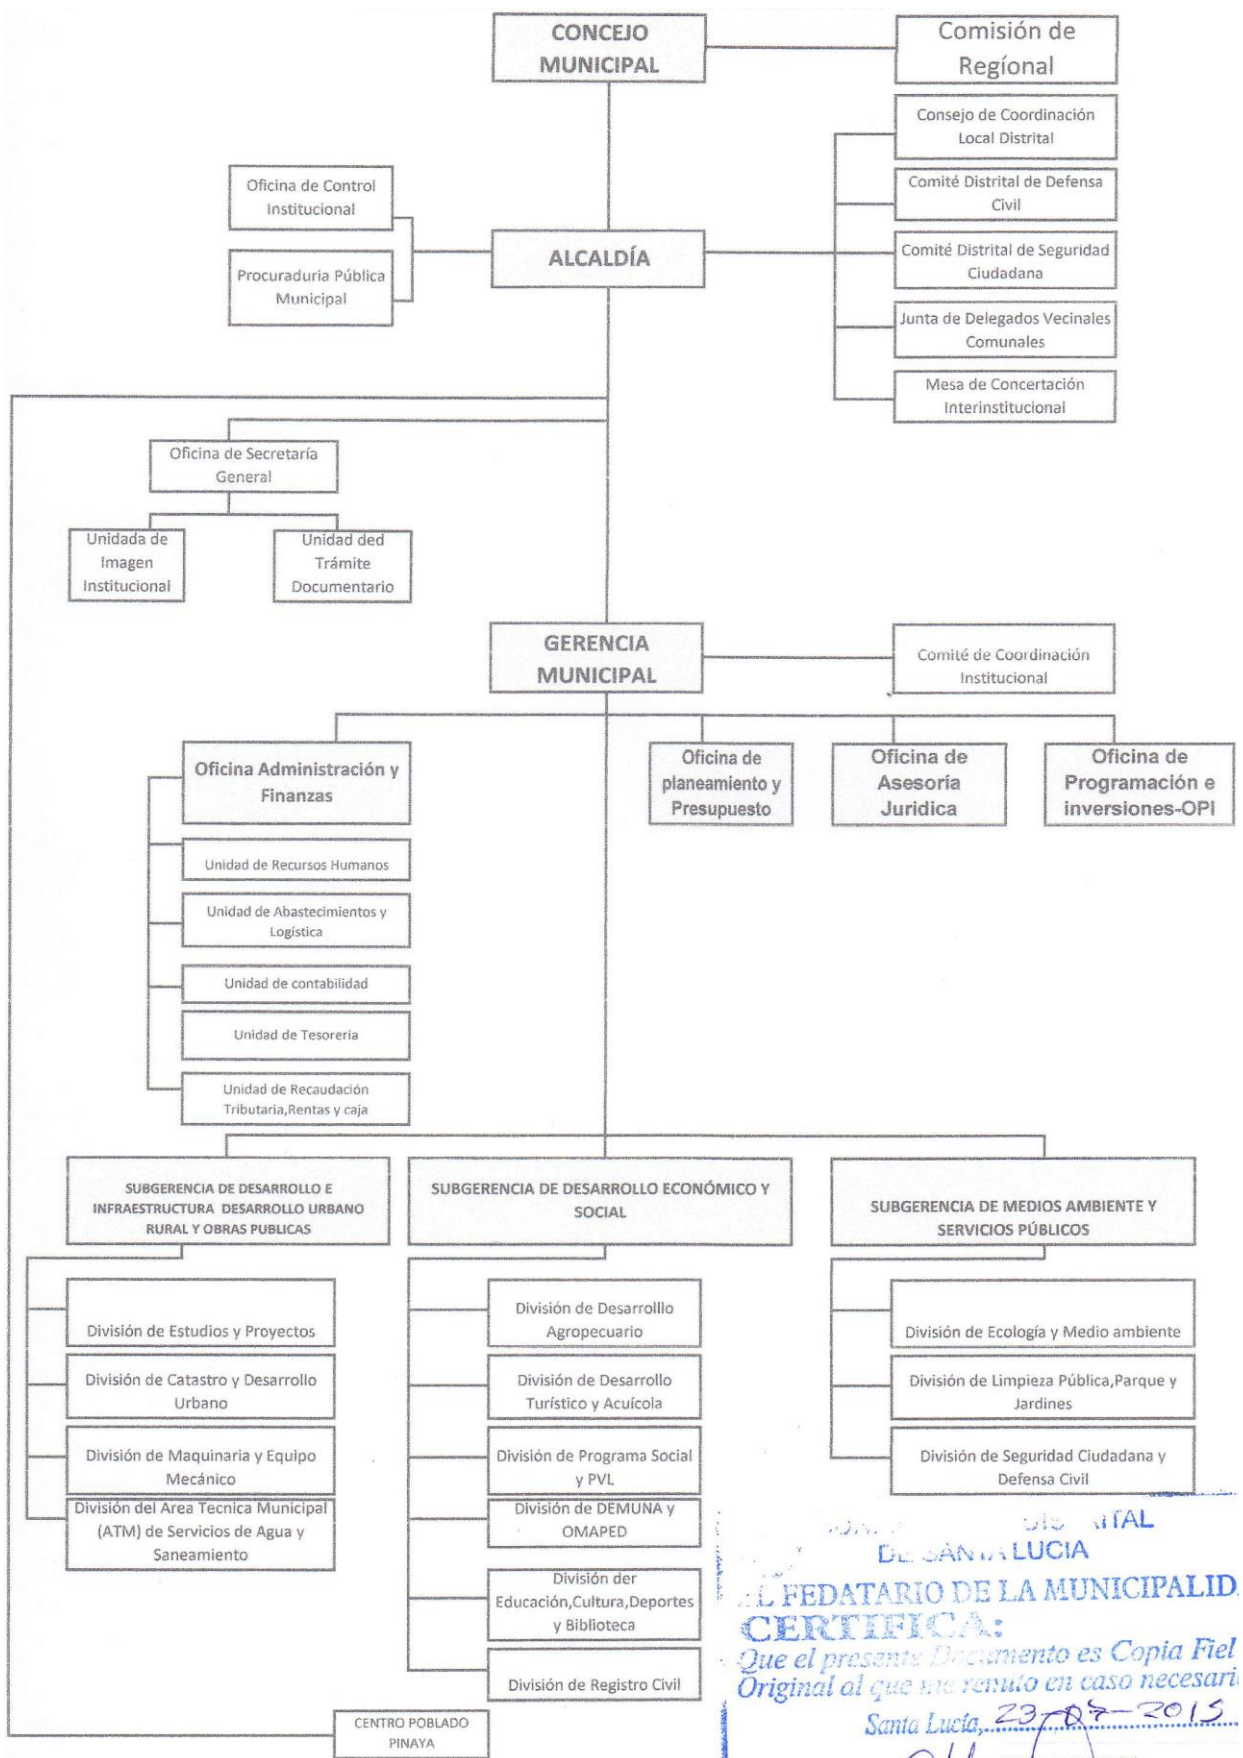 CONCEJO
MUNICIPAL
Comisión de
Regíonal
Consejo de Coordinación
Local Distrital
Comité Distrital de Defensa
Civil
Comité Distrital de Seguridad
Ciudadana
Junta de Delegados Vecinales
Comunales
Mesa de Concertación
Interinstitucional
Oficina de Control
Institucional
Procuraduria Pública
Municipal
ALCALDÍA
Oficina de Secretaría
General
Unidada de
Imagen
Institucional
Unidad ded
Trámite
Documentario
GERENCIA
MUNICIPAL
Comité de Coordinación
Institucional
Oficina Administración y
Finanzas
Oficina de
planeamiento y
Presupuesto
Oficina de
Asesoría
Juridica
Oficina de
Programación e
inversiones-OPI
Unidad de Recursos Humanos
Unidad de Abastecimientos y
Logística
Unidad de contabilidad
Unidad de Tesorería
Unidad de Recaudación
Tributaria,Rentas y caja
SUBGERENCIA DE DESARROLLO E
INFRAESTRUCTURA DESARROLLO URBANO
RURAL Y OBRAS PUBLICAS
SUBGERENCIA DE DESARROLLO ECONÓMICO Y
SOCIAL
SUBGERENCIA DE MEDIOS AMBIENTE Y
SERVICIOS PÚBLICOS
División de Estudios y Proyectos
División de Catastro y Desarrollo
Urbano
División de Maquinaria y Equipo
Mecánico
División del Area Tecnica Municipal
(ATM) de Servicios de Agua y
Saneamiento
División de Desarrolllo
Agropecuario
División de Desarrollo
Turístico y Acuícola
División de Programa Social
y PVL
División de DEMUNA y
OMAPED
División der
Educación,Cultura,Deportes
y Biblioteca
División de Registro Civil
División de Ecología y Medio ambiente
División de Limpieza Pública,Parque y
Jardines
División de Seguridad Ciudadana y
Defensa Civil
CENTRO POBLADO
PINAYA
DE SANTA LUCIA
EL FEDATARIO DE LA MUNICIPALID
CERTIFICA:
Que el presente Documento es Copia Fiel
Original al que me remito en caso necesari
Santa Lucía, 23-07-2015